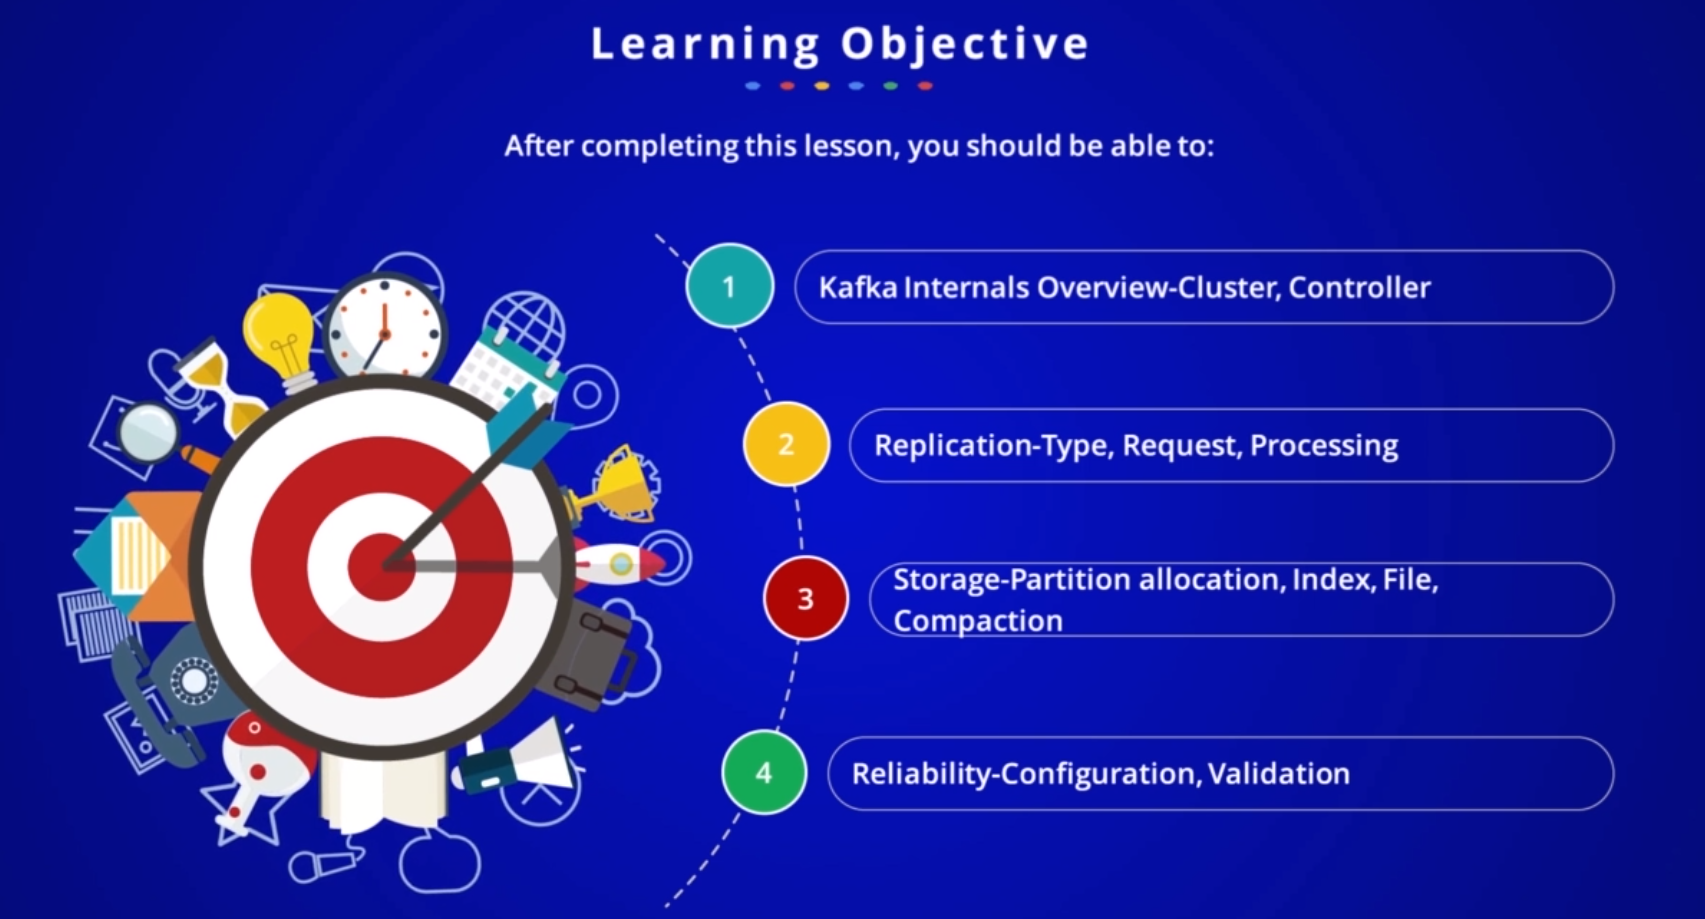 Learning Objective
After completing this lesson, you should be able to:
1
Kafka Internals Overview-Cluster, Controller
2
Replication-Type, Request, Processing
3
Storage-Partition allocation, Index, File,
Compaction
4
Reliability-Configuration, Validation